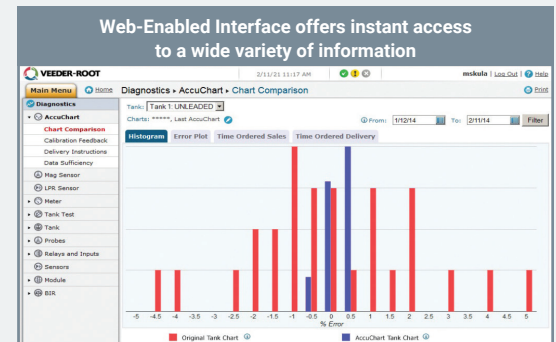 Web-Enabled Interface offers instant access
to a wide variety of information
VEEDER-ROOT
2/11/21 11:17 AM
mskula | Log Out | Help
Main Menu Home Diagnostics ▸ AccuChart ▸ Chart Comparison Print
Diagnostics
AccuChart
Chart Comparison
Calibration Feedback
Delivery Instructions
Data Sufficiency
Mag Sensor
LPR Sensor
Meter
Tank Test
Tank
Probes
Relays and Inputs
Sensors
Module
BIR
Tank: Tank 1: UNLEADED
Charts: *****, Last AccuChart
From: 1/12/14 To: 2/11/14 Filter
Histogram Error Plot Time Ordered Sales Time Ordered Delivery
-5 -4.5 -4 -3.5 -3 -2.5 -2 -1.5 -1 -0.5 0 0.5 1 1.5 2 2.5 3 3.5 4 4.5 5
% Error
Original Tank Chart AccuChart Tank Chart